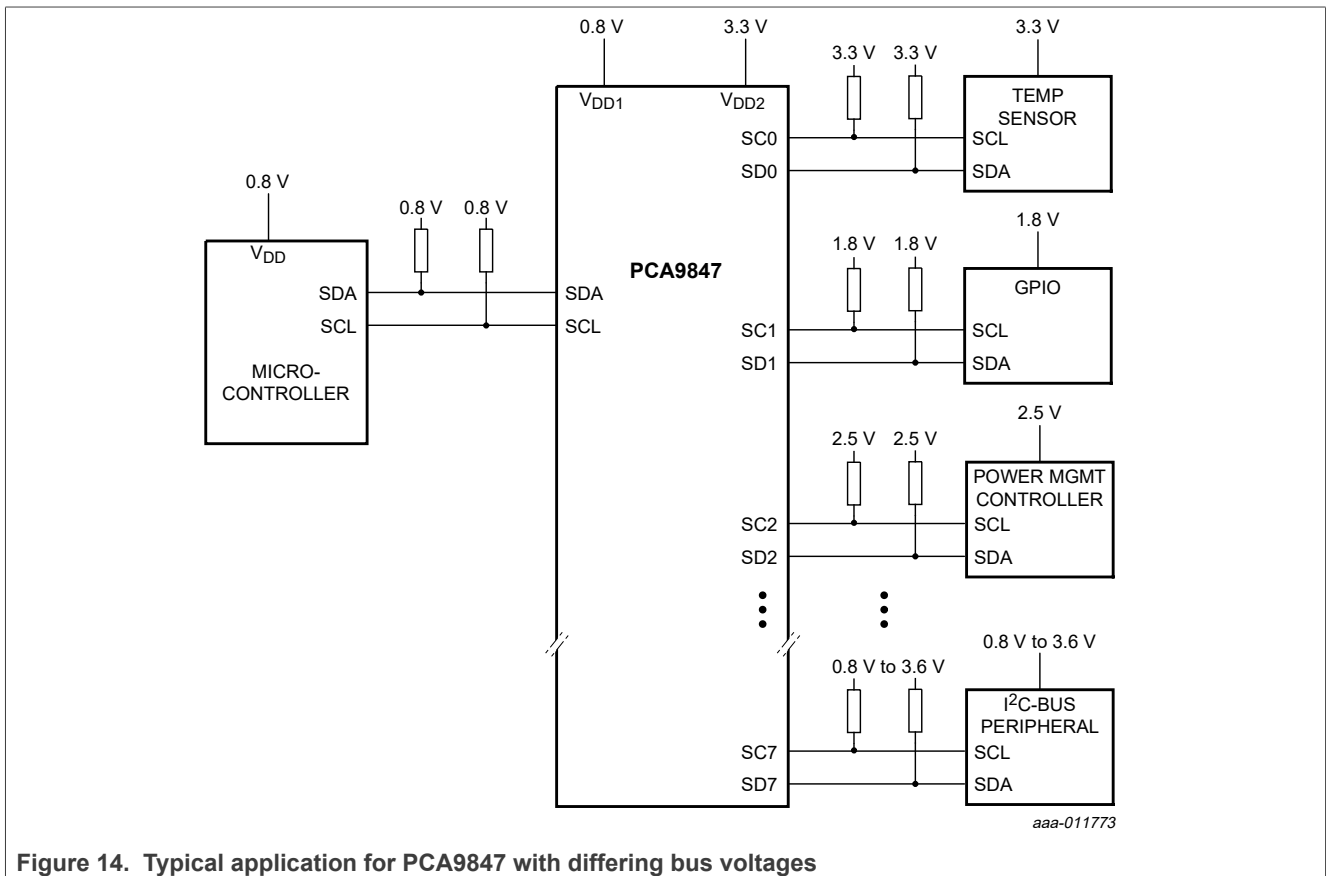 0.8 V
3.3 V
VDD1
VDD2
PCA9847
SC0
SD0
SC1
SD1
SC2
SD2
SC7
SD7
SDA
SCL
0.8 V
VDD
SDA
SCL
MICRO-
CONTROLLER
0.8 V 0.8 V
3.3 V 3.3 V
3.3 V
TEMP
SENSOR
SCL
SDA
1.8 V 1.8 V
1.8 V
GPIO
SCL
SDA
2.5 V 2.5 V
2.5 V
POWER MGMT
CONTROLLER
SCL
SDA
0.8 V to 3.6 V
0.8 V to 3.6 V
I2C-BUS
PERIPHERAL
SCL
SDA
aaa-011773
Figure 14. Typical application for PCA9847 with differing bus voltages